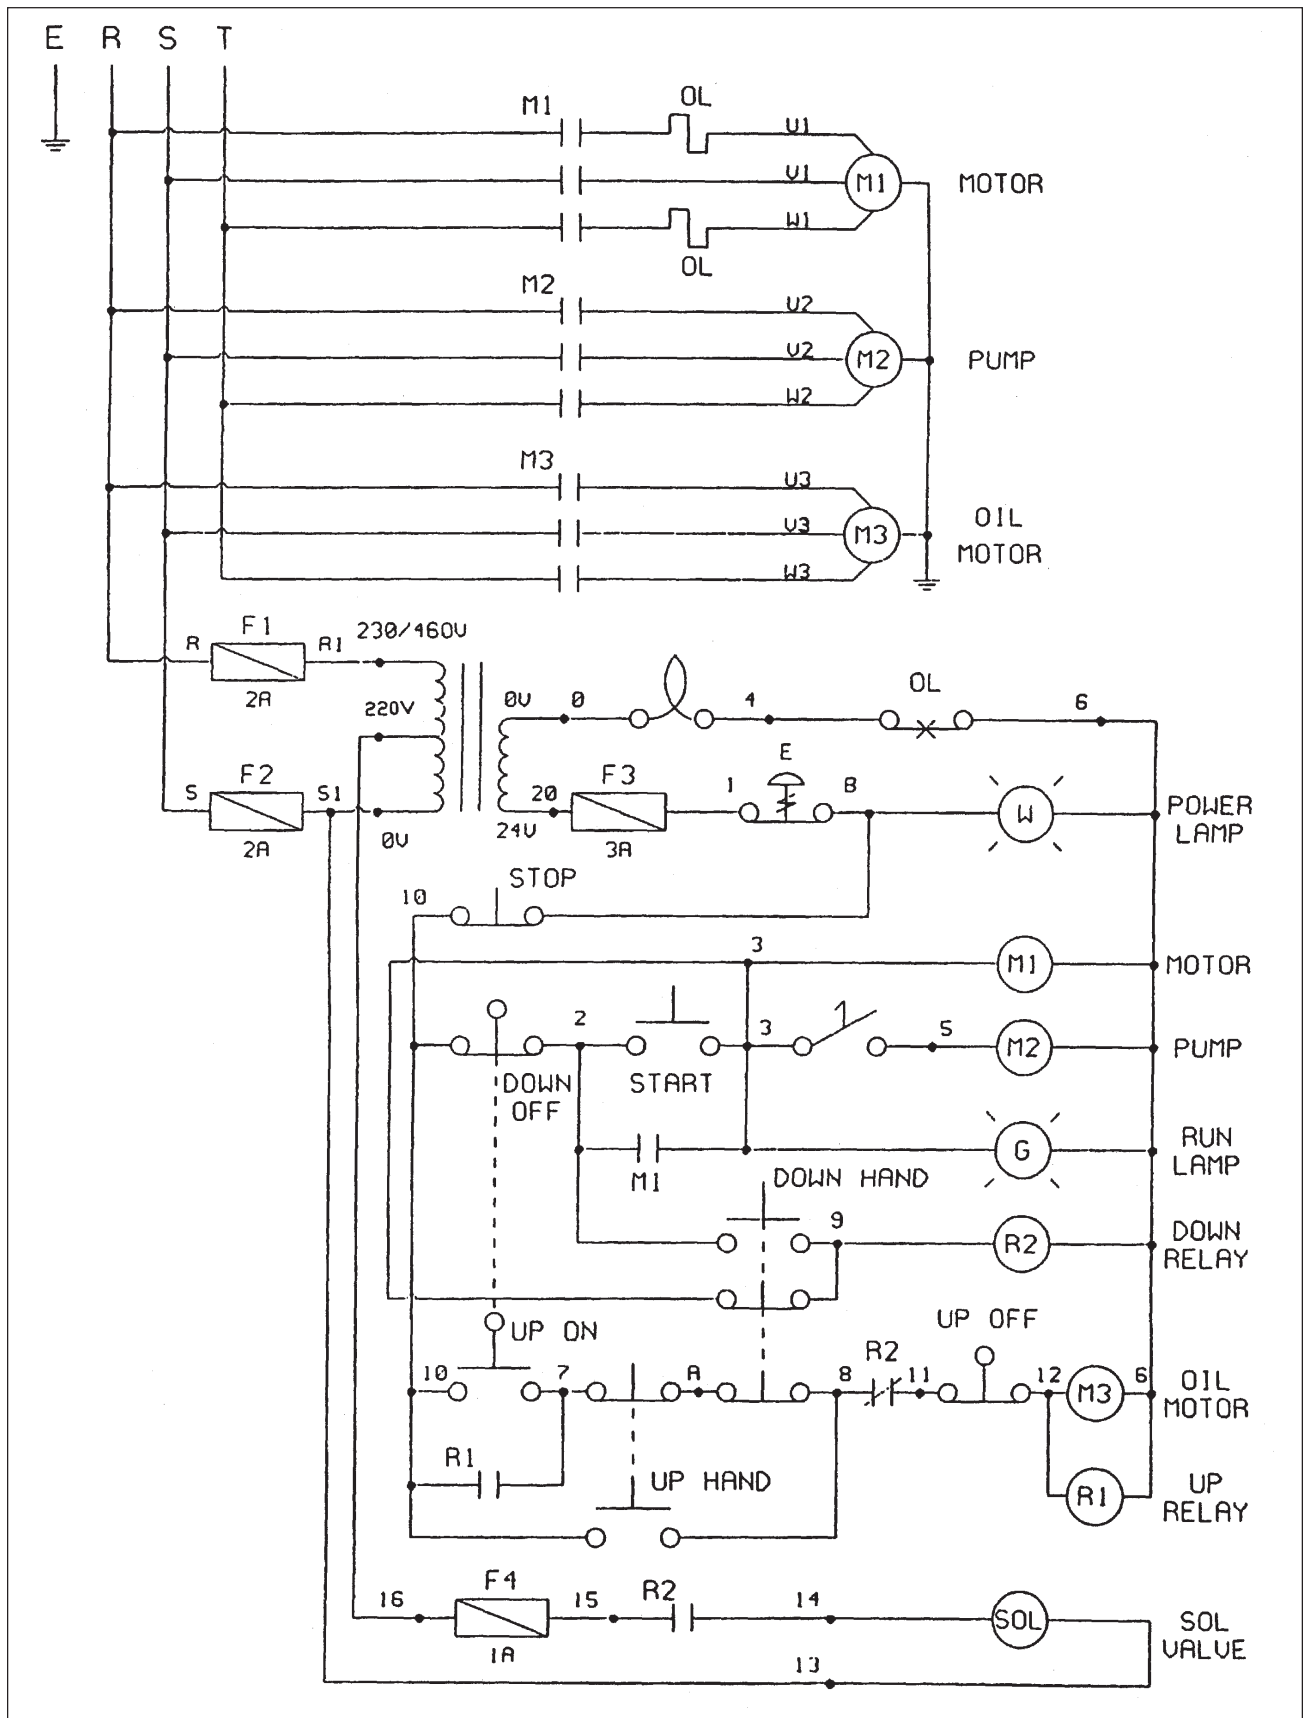 E R S T
M1 OL
U1
V1 M1 MOTOR
W1
OL
M2
U2
V2 M2 PUMP
W2
M3
U3
V3 M3 OIL MOTOR
W3
F1
R R1 230/460V
2A
220V
0V 0 4 OL 6
F2 F3 E
S S1 20 1 B W POWER LAMP
2A 0V 24V 3A
STOP
10
3
M1 MOTOR
2 3 5 M2 PUMP
DOWN OFF START
M1 G RUN LAMP
DOWN HAND
9
R2 DOWN RELAY
UP ON UP OFF
10 7 A 8 R2 11 12 M3 6 OIL MOTOR
R1
UP HAND R1 UP RELAY
F4
16 15 R2 14 SOL SOL VALVE
1A
13